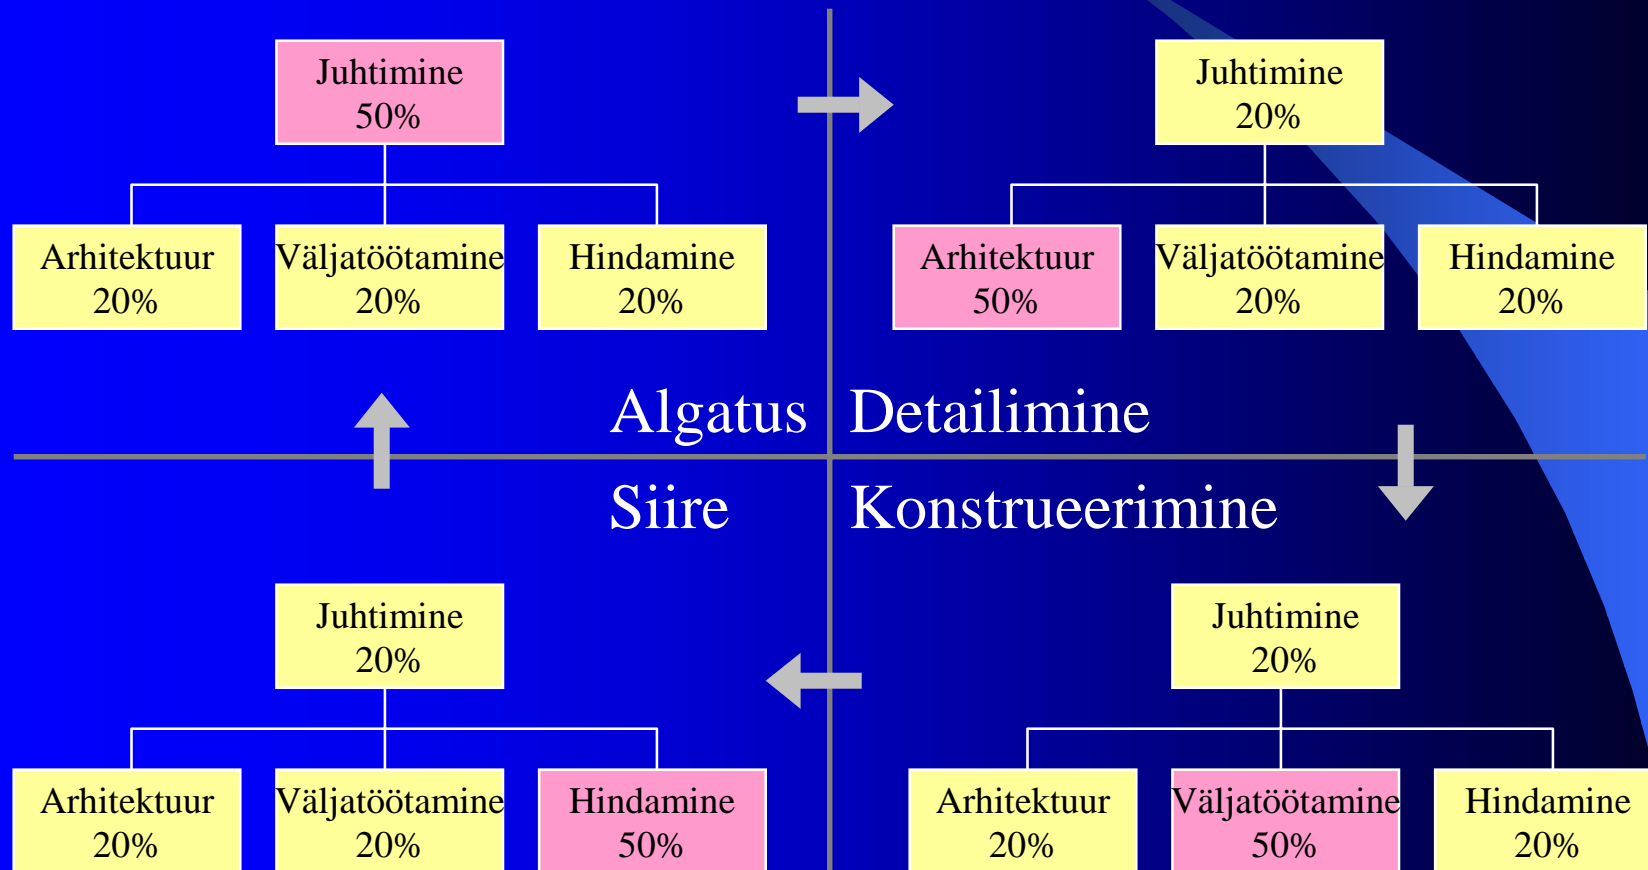 Juhtimine
50%
Arhitektuur
20%
Väljatöötamine
20%
Hindamine
20%
Algatus
Juhtimine
20%
Arhitektuur
50%
Väljatöötamine
20%
Hindamine
20%
Detailimine
Siire
Juhtimine
20%
Arhitektuur
20%
Väljatöötamine
20%
Hindamine
50%
Konstrueerimine
Juhtimine
20%
Arhitektuur
20%
Väljatöötamine
50%
Hindamine
20%